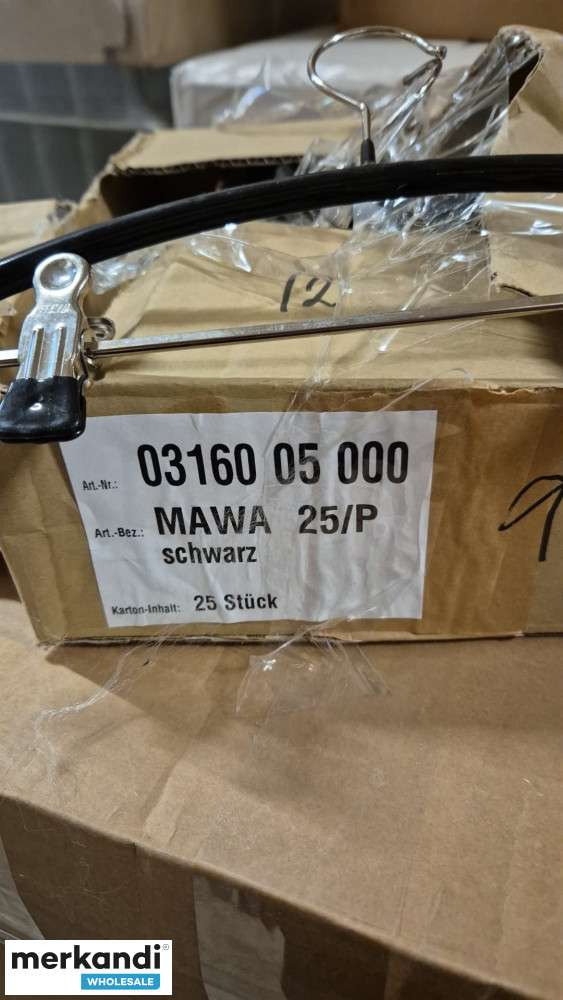 12
Art.-Nr.: 03160 05 000
Art.-Bez.: MAWA 25/P
schwarz
Karton-Inhalt: 25 Stück
merkandi®
WHOLESALE